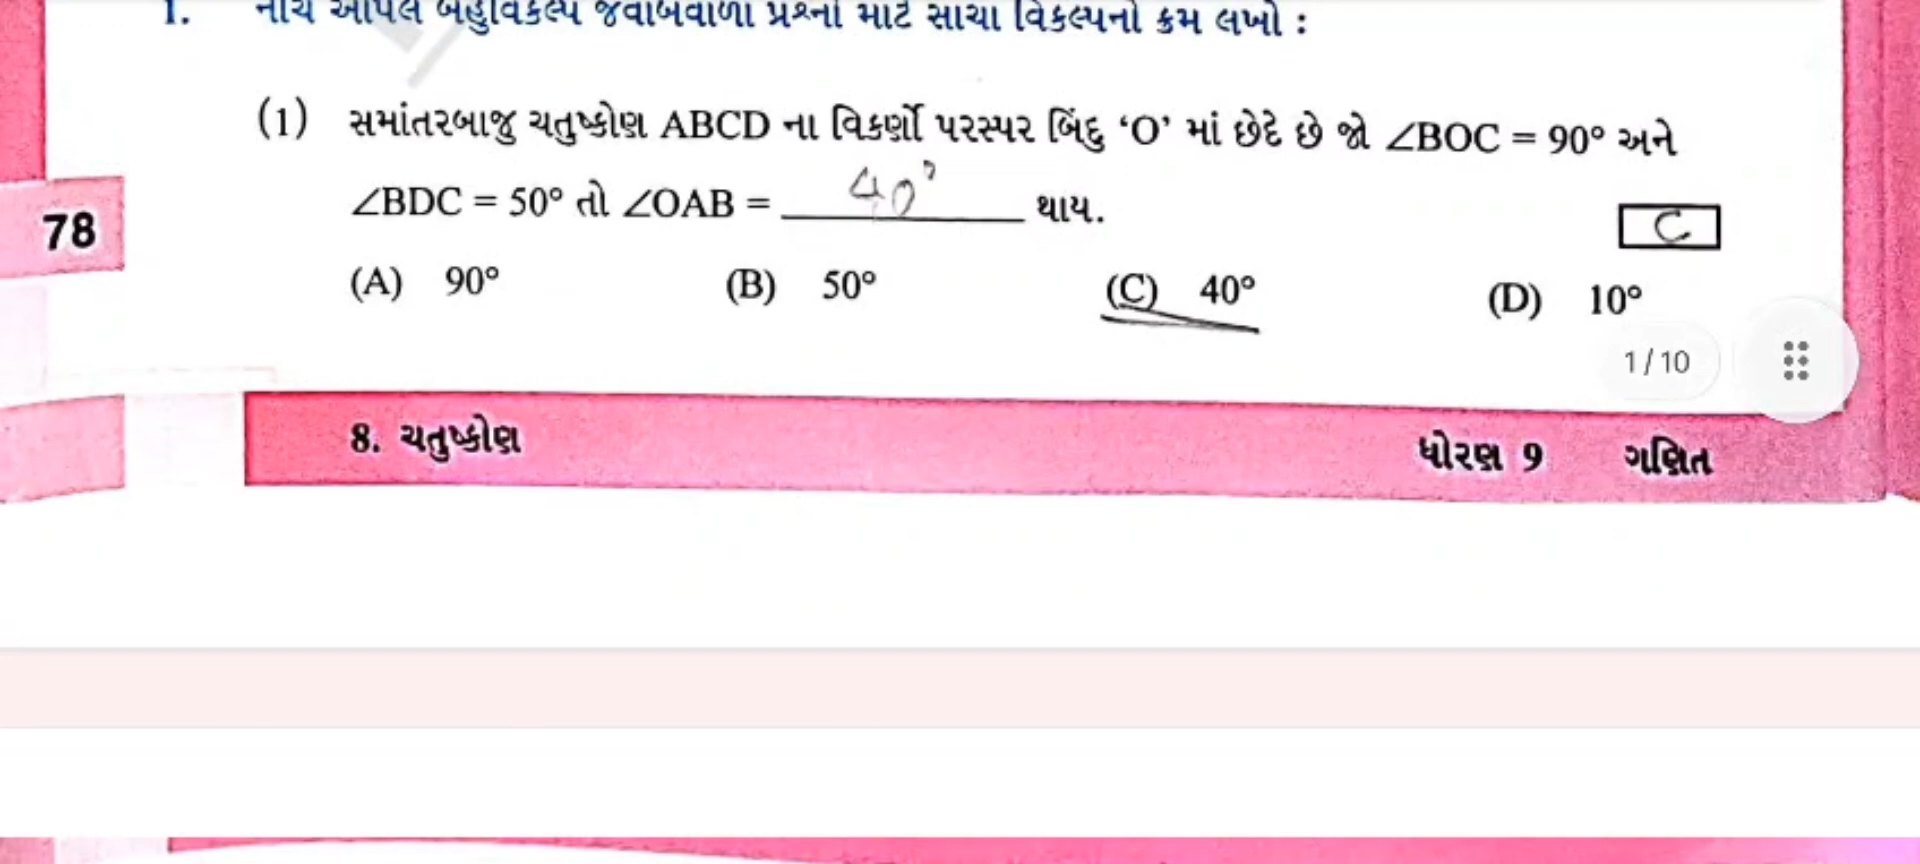 1. નીચે આપેલ બહુવિકલ્પ જવાબવાળા પ્રશ્નો માટે સાચા વિકલ્પનો ક્રમ લખો :
(1) સમાંતરબાજુ ચતુષ્કોણ ABCD ના વિકર્ણો પરસ્પર બિંદુ ‘O’ માં છેદે છે જો ∠BOC = 90° અને
∠BDC = 50° તો ∠OAB = 40° થાય.
C
78
(A) 90° (B) 50° (C) 40° (D) 10°
1 / 10
8. ચતુષ્કોણ ધોરણ 9 ગણિત